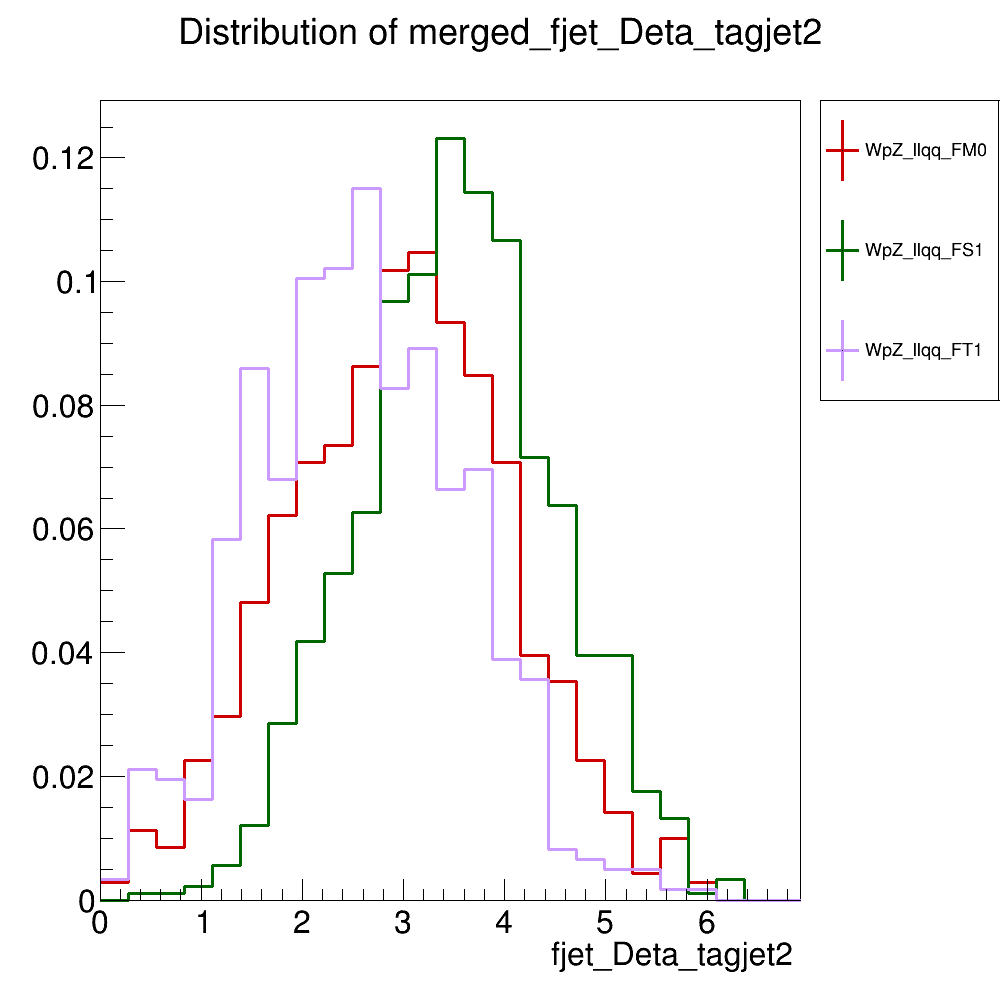 Distribution of merged_fjet_Deta_tagjet2
0.12
0.1
0.08
0.06
0.04
0.02
0
0 1 2 3 4 5 6
fjet_Deta_tagjet2
WpZ_llqq_FM0
WpZ_llqq_FS1
WpZ_llqq_FT1